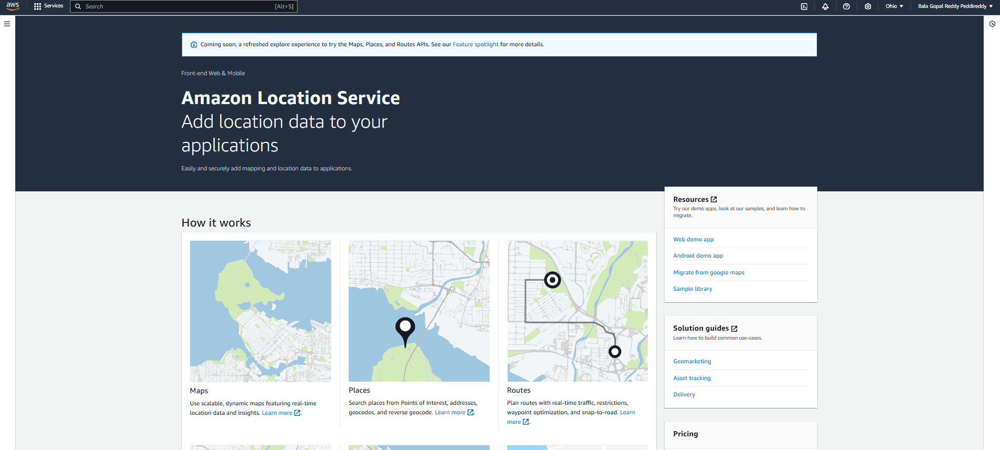 aws
Services
Search
[Alt+S]
Ohio
Bala Gopal Reddy Peddireddy
Coming soon, a refreshed explore experience to try the Maps, Places, and Routes APIs. See our Feature spotlight for more details.
Front-end Web & Mobile
Amazon Location Service
Add location data to your
applications
Easily and securely add mapping and location data to applications.
How it works
Maps
Use scalable, dynamic maps featuring real-time
location data and insights. Learn more.
Places
Search places from Points of Interest, addresses,
geocodes, and reverse geocode. Learn more.
Routes
Plan routes with real-time traffic, restrictions,
waypoint optimization, and snap-to-road. Learn
more.
Resources
Try our demo apps, look at our samples, and learn how to
migrate.
Web demo app
Android demo app
Migrate from google maps
Sample library
Solution guides
Learn how to build common use-cases.
Geomarketing
Asset tracking
Delivery
Pricing